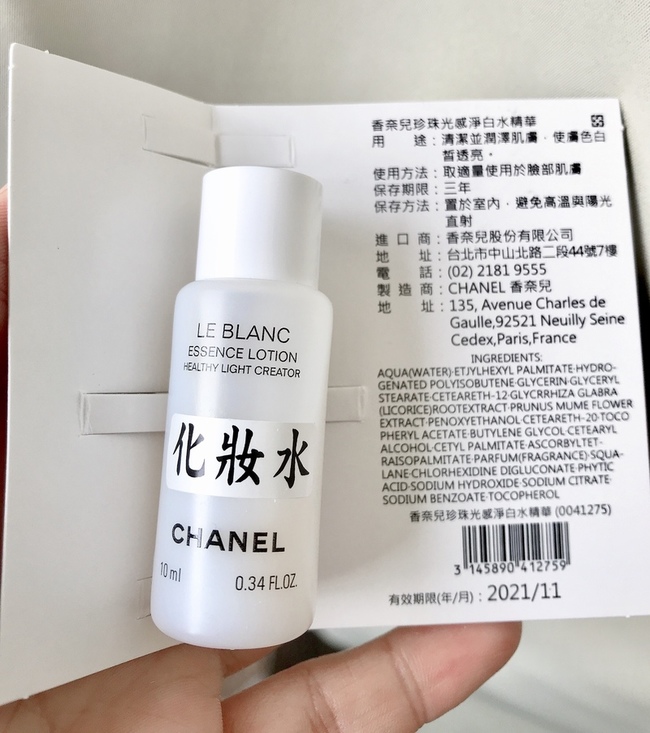 LE BLANC
ESSENCE LOTION
HEALTHY LIGHT CREATOR
化妝水
CHANEL
10 ml 0.34 FL.OZ.
香奈兒珍珠光感淨白水精華
用 途：清潔並潤澤肌膚，使膚色白
皙透亮。
使用方法：取適量使用於臉部肌膚
保存期限：三年
保存方法：置於室內，避免高溫與陽光
直射
進 口 商：香奈兒股份有限公司
地 址：台北市中山北路二段44號7樓
電 話：(02) 2181 9555
製 造 商：CHANEL 香奈兒
地 址：135, Avenue Charles de
Gaulle,92521 Neuilly Seine
Cedex,Paris,France
INGREDIENTS:
AQUA(WATER)·ETJYLHEXYL PALMITATE·HYDRO-
GENATED POLYISOBUTENE·GLYCERIN·GLYCERYL
STEARATE·CETEARETH-12·GLYCRRHIZA GLABRA
(LICORICE)ROOTEXTRACT·PRUNUS MUME FLOWER
EXTRACT·PENOXYETHANOL·CETEARETH-20·TOCO
PHERYL ACETATE·BUTYLENE GLYCOL·CETEARYL
ALCOHOL·CETYL PALMITATE·ASCORBYLTET-
RAISOPALMITATE·PARFUM(FRAGRANCE)·SQUA-
LANE·CHLORHEXIDINE DIGLUCONATE·PHYTIC
ACID·SODIUM HYDROXIDE·SODIUM CITRATE·
SODIUM BENZOATE·TOCOPHEROL
香奈兒珍珠光感淨白水精華 (0041275)
3 145890 412759
有效期限(年/月)：2021/11